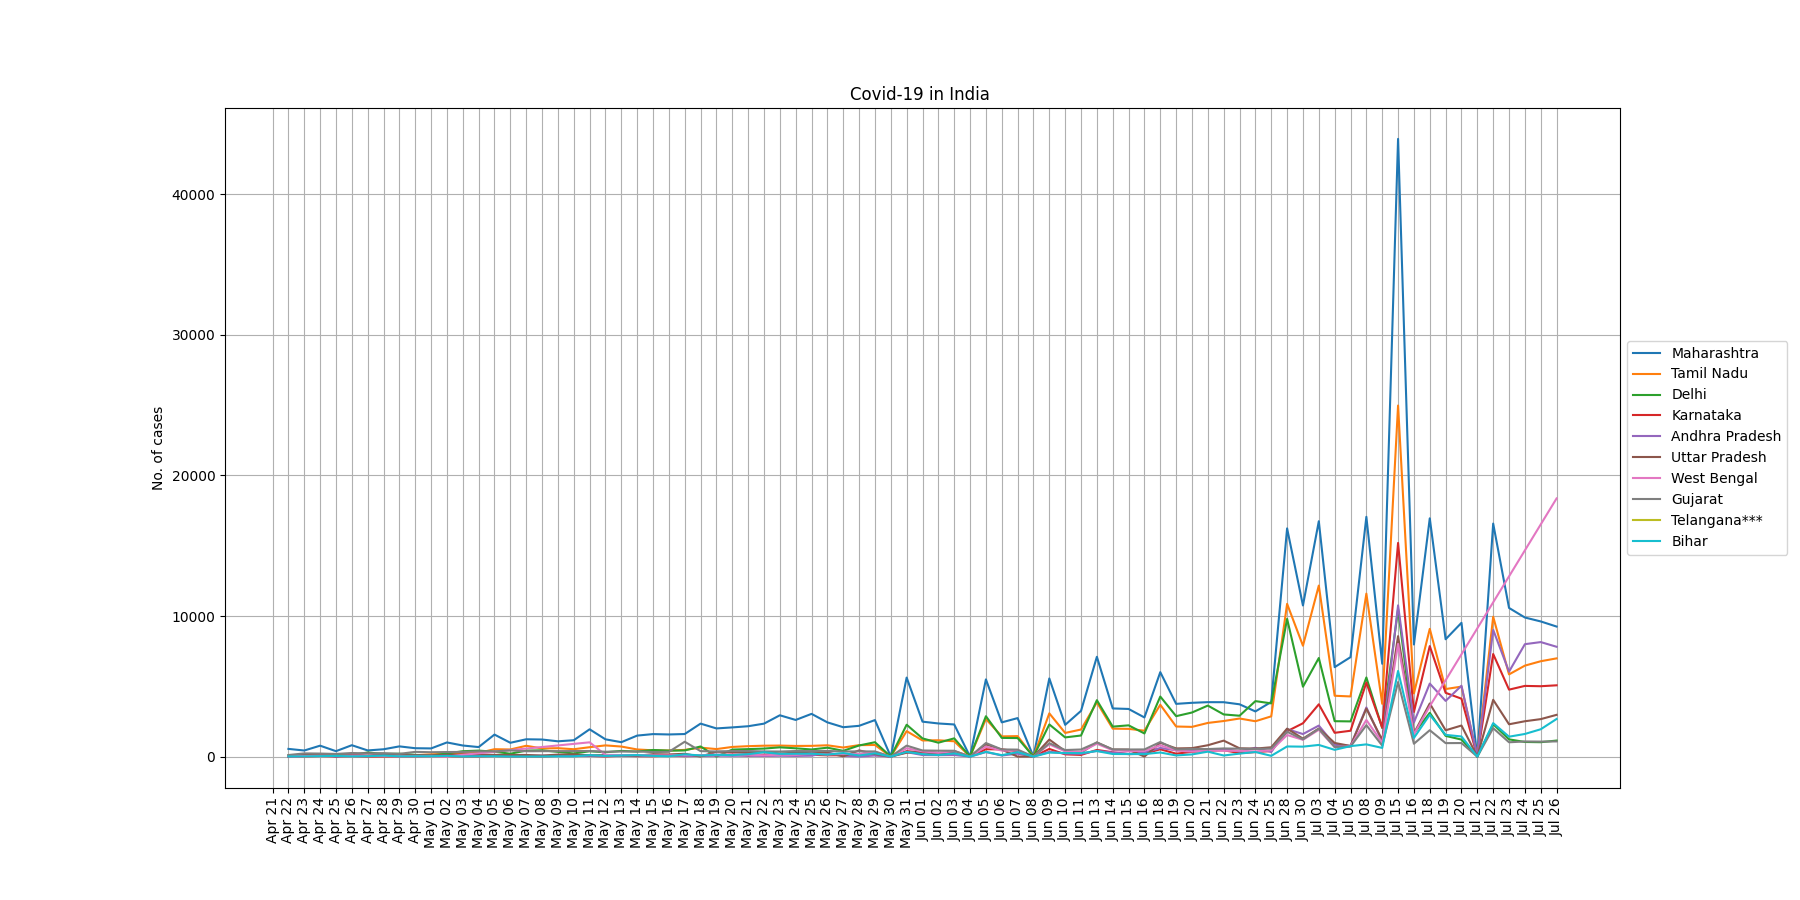 Covid-19 in India
No. of cases
40000
30000
20000
10000
0
Apr 21
Apr 22
Apr 23
Apr 24
Apr 25
Apr 26
Apr 27
Apr 28
Apr 29
Apr 30
May 01
May 02
May 03
May 04
May 05
May 06
May 07
May 08
May 09
May 10
May 11
May 12
May 13
May 14
May 15
May 16
May 17
May 18
May 19
May 20
May 21
May 22
May 23
May 24
May 25
May 26
May 27
May 28
May 29
May 30
May 31
Jun 01
Jun 02
Jun 03
Jun 04
Jun 05
Jun 06
Jun 07
Jun 08
Jun 09
Jun 10
Jun 11
Jun 13
Jun 14
Jun 15
Jun 16
Jun 18
Jun 19
Jun 20
Jun 21
Jun 22
Jun 23
Jun 24
Jun 25
Jun 28
Jun 30
Jul 03
Jul 04
Jul 05
Jul 08
Jul 09
Jul 15
Jul 16
Jul 18
Jul 19
Jul 20
Jul 21
Jul 22
Jul 23
Jul 24
Jul 25
Jul 26
Maharashtra
Tamil Nadu
Delhi
Karnataka
Andhra Pradesh
Uttar Pradesh
West Bengal
Gujarat
Telangana***
Bihar